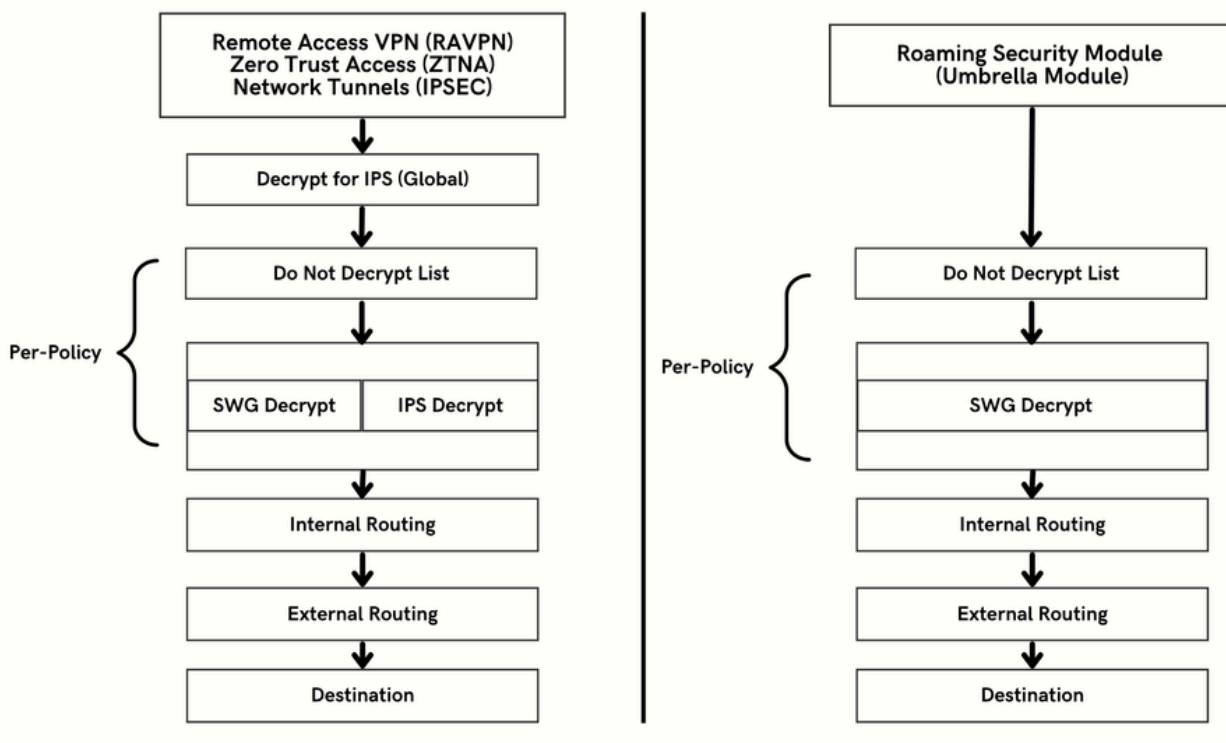 Remote Access VPN (RAVPN)
Zero Trust Access (ZTNA)
Network Tunnels (IPSEC)
Decrypt for IPS (Global)
Do Not Decrypt List
Per-Policy
SWG Decrypt
IPS Decrypt
Internal Routing
External Routing
Destination
Roaming Security Module
(Umbrella Module)
Do Not Decrypt List
Per-Policy
SWG Decrypt
Internal Routing
External Routing
Destination